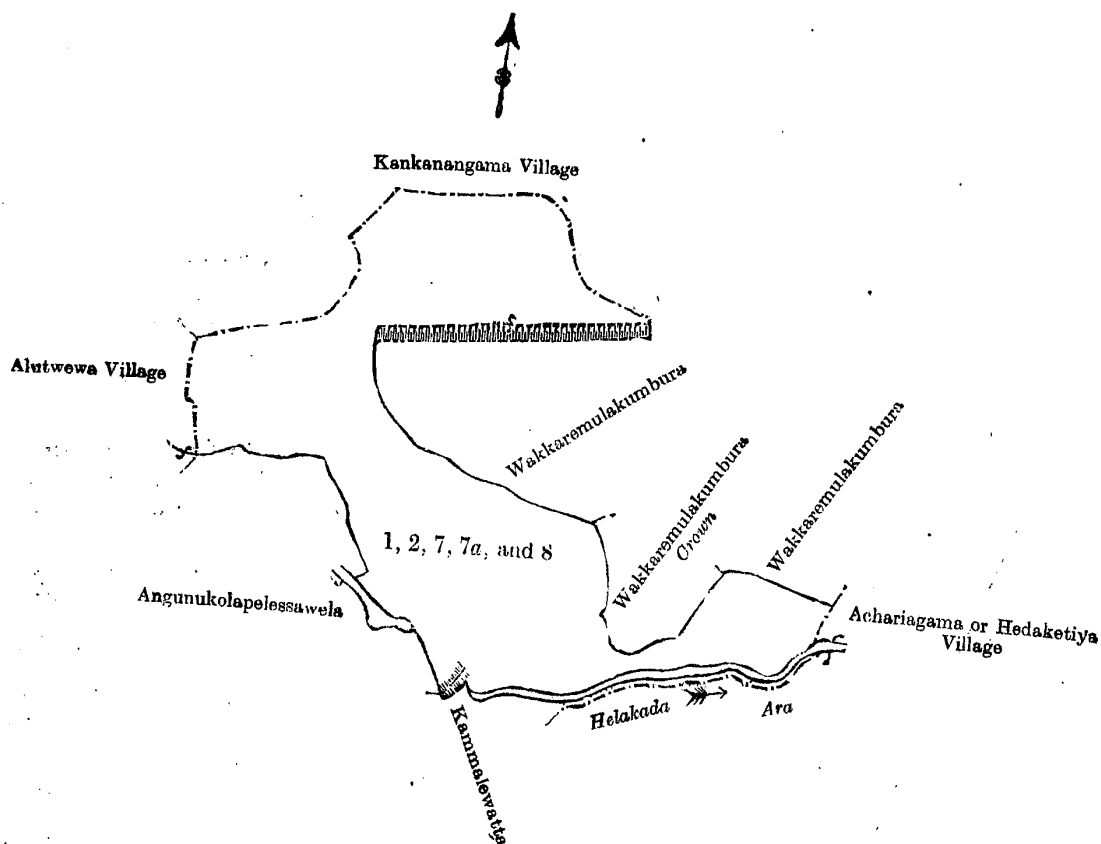 Kankanangama Village
Alutwewa Village
Wakkaremulakumbura
Wakkaremulakumbura
Crown
Wakkaremulakumbura
1, 2, 7, 7a, and 8
Angunukolapelessawela
Achariagama or Hedaketiya
Village
Helakada Ara
Kammalewatta